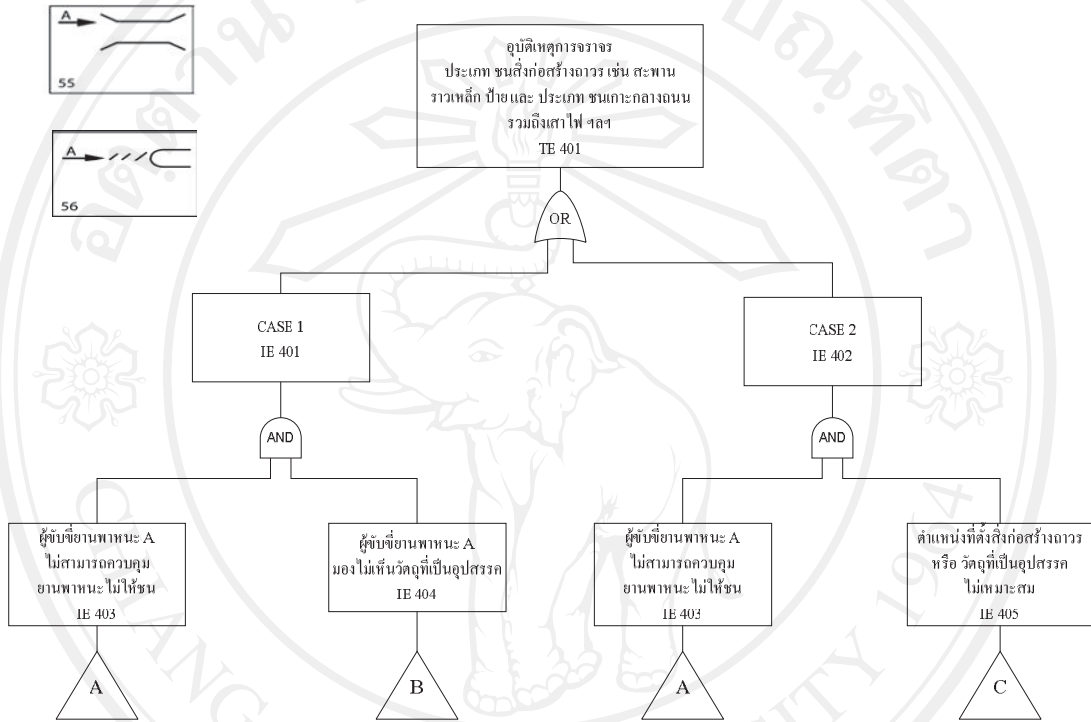 A
55
A
56
อุบัติเหตุการจราจร
ประเภท ชนสิ่งก่อสร้างถาวร เช่น สะพาน
ราวเหล็ก ป้ายและ ประเภท ชนเกาะกลางถนน
รวมถึงเสาไฟ ฯลฯ
TE 401
OR
CASE 1
IE 401
CASE 2
IE 402
AND
AND
ผู้ขับขี่ยานพาหนะ A
ไม่สามารถควบคุม
ยานพาหนะ ไม่ให้ชน
IE 403
ผู้ขับขี่ยานพาหนะ A
มองไม่เห็นวัตถุที่เป็นอุปสรรค
IE 404
ผู้ขับขี่ยานพาหนะ A
ไม่สามารถควบคุม
ยานพาหนะ ไม่ให้ชน
IE 403
ตำแหน่งที่ตั้งสิ่งก่อสร้างถาวร
หรือ วัตถุที่เป็นอุปสรรค
ไม่เหมาะสม
IE 405
A
B
A
C